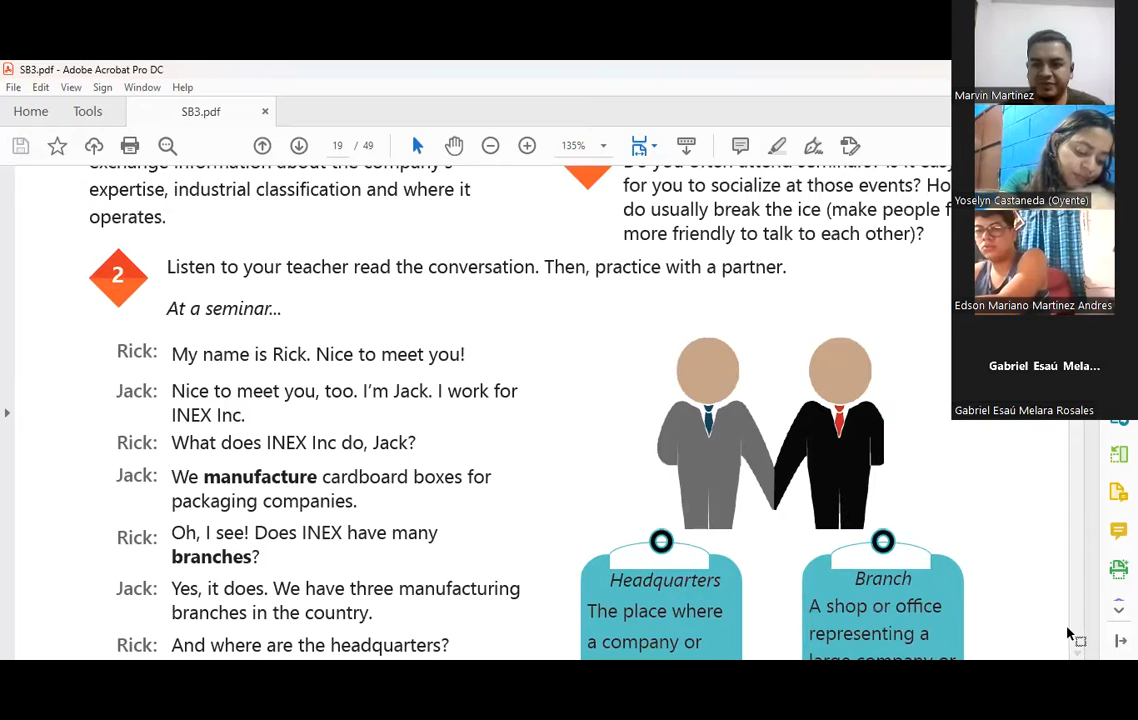 SB3.pdf - Adobe Acrobat Pro DC
File Edit View Sign Window Help
Home Tools SB3.pdf ×
19 / 49 135%
expertise, industrial classification and where it
operates.
for you to socialize at those events?
do usually break the ice (make people
more friendly to talk to each other)?
2 Listen to your teacher read the conversation. Then, practice with a partner.
At a seminar...
Rick: My name is Rick. Nice to meet you!
Jack: Nice to meet you, too. I'm Jack. I work for
INEX Inc.
Rick: What does INEX Inc do, Jack?
Jack: We manufacture cardboard boxes for
packaging companies.
Rick: Oh, I see! Does INEX have many
branches?
Jack: Yes, it does. We have three manufacturing
branches in the country.
Rick: And where are the headquarters?
Headquarters
The place where
a company or
Branch
A shop or office
representing a
Marvin Martinez
Yoselyn Castaneda (Oyente)
Edson Mariano Martinez Andres
Gabriel Esaú Mela...
Gabriel Esaú Melara Rosales